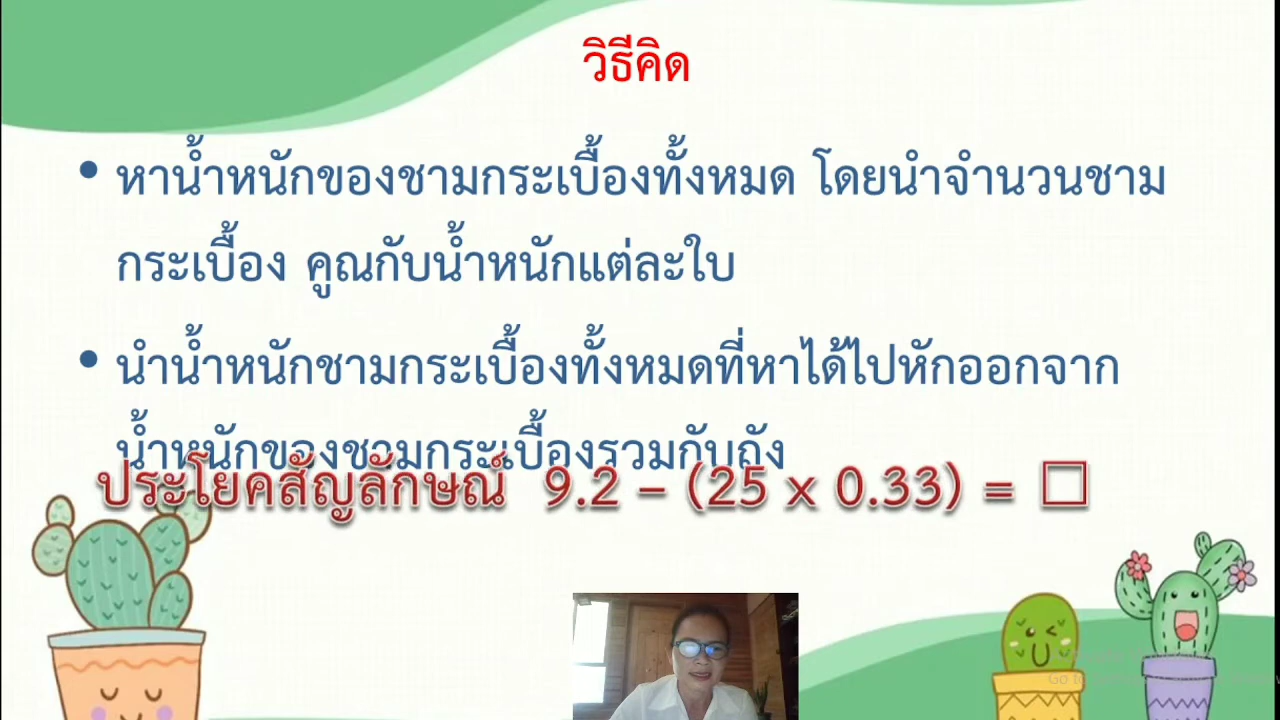 วิธีคิด
• หาน้ำหนักของชามกระเบื้องทั้งหมด โดยนำจำนวนชาม
กระเบื้อง คูณกับน้ำหนักแต่ละใบ
• นำน้ำหนักชามกระเบื้องทั้งหมดที่หาได้ไปหักออกจาก
น้ำหนักของชามกระเบื้องรวมกับถัง
ประโยคสัญลักษณ์ 9.2 – (25 x 0.33) = □